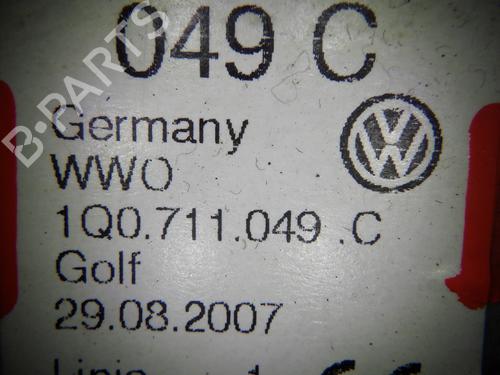 049 C
Germany
WWO
1Q0.711.049 .C
Golf
29.08.2007
B-PARTS